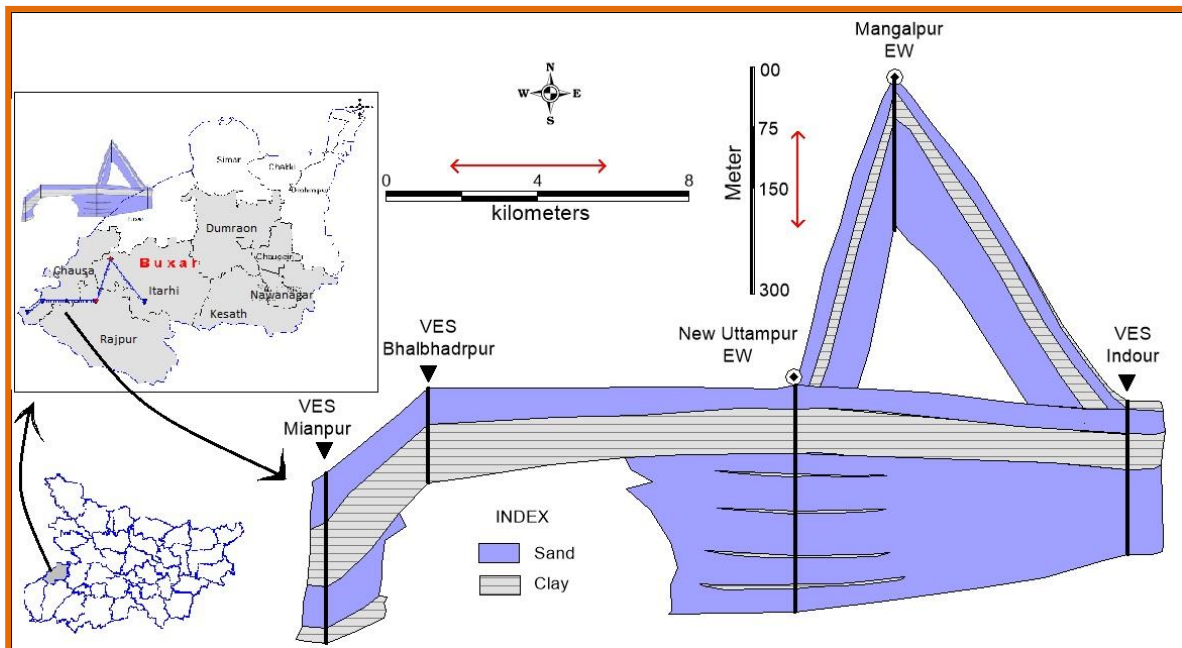 Mangalpur
EW
00
75
150
300
Meter
N
W
E
S
0
4
8
kilometers
Simar
Dumraon
Chausa
Buxar
Itarhi
Nawanagar
Kesath
Rajpur
VES
Bhalbhadrpur
New Uttampur
EW
VES
Indour
VES
Mianpur
INDEX
Sand
Clay